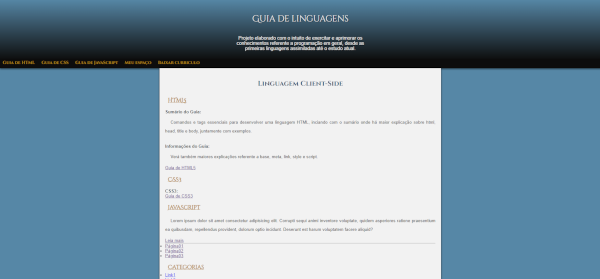 GUIA DE LINGUAGENS
Projeto elaborado com o intuito de exercitar e aprimorar os
conhecimentos referente a programação em geral, desde as
primeiras linguagens assimiladas até o estudo atual.
Guia de HTML Guia de CSS Guia de JavaScript meu espaço Baixar currículo
Linguagem Client-Side
HTML5
Sumário do Guia:
Comandos e tags essenciais para desenvolver uma linguagem HTML, incluindo com o sumário onde há maior explicação sobre html,
head, title e body, juntamente com exemplos.
Informações do Guia:
Você também manterá explicações referente a base, meta, link, style e script.
Guia de HTML5
CSS3
CSS3:
Guia de CSS3
JAVASCRIPT
Lorem ipsum dolor sit amet consectetur adipisicing elit. Corrupti sequi animi inventore voluptate, quidem asperiores ratione praesentium
ea quibusdam, repellendus provident, dolorum optio incidunt. Deserunt est harum voluptatem facere aliquid?
Leia mais
Página01
Página02
Página03
CATEGORIAS
Link1